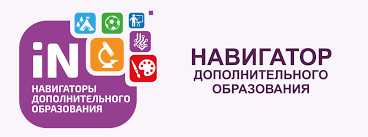 iN
НАВИГАТОРЫ
ДОПОЛНИТЕЛЬНОГО
ОБРАЗОВАНИЯ
НАВИГАТОР
ДОПОЛНИТЕЛЬНОГО
ОБРАЗОВАНИЯ